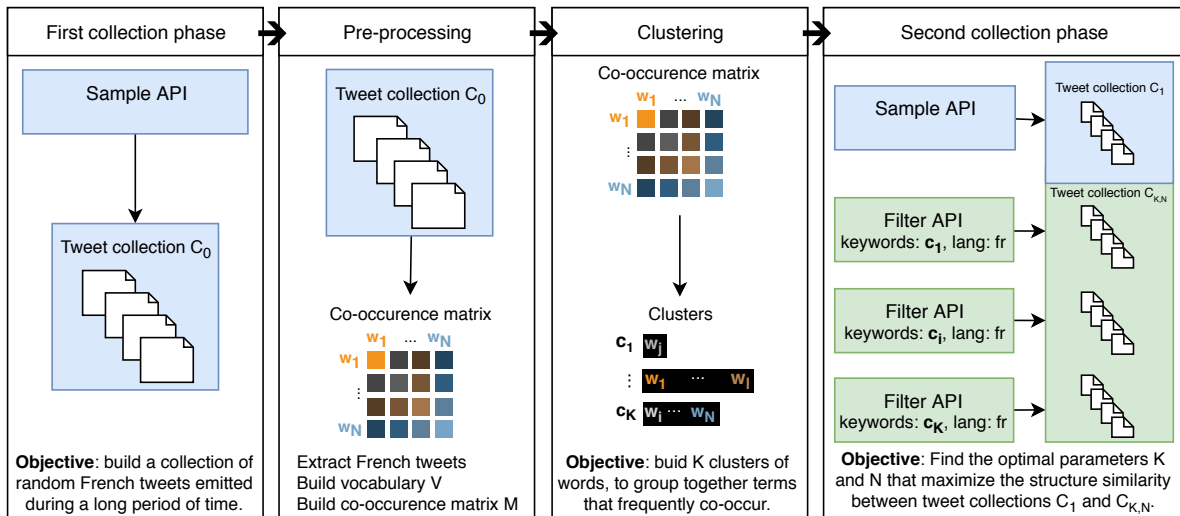 First collection phase
Pre-processing
Clustering
Second collection phase
Sample API
Tweet collection C0
Objective: build a collection of
random French tweets emitted
during a long period of time.
Tweet collection C0
Co-occurence matrix
w1 ... wN
w1
⋮
wN
Extract French tweets
Build vocabulary V
Build co-occurence matrix M
Co-occurence matrix
w1 ... wN
w1
⋮
wN
Clusters
c1 wj
⋮ w1 ... wl
cK wi ... wN
Objective: buid K clusters of
words, to group together terms
that frequently co-occur.
Sample API
Tweet collection C1
Tweet collection CK,N
Filter API
keywords: c1, lang: fr
Filter API
keywords: ci, lang: fr
Filter API
keywords: cK, lang: fr
Objective: Find the optimal parameters K
and N that maximize the structure similarity
between tweet collections C1 and CK,N.